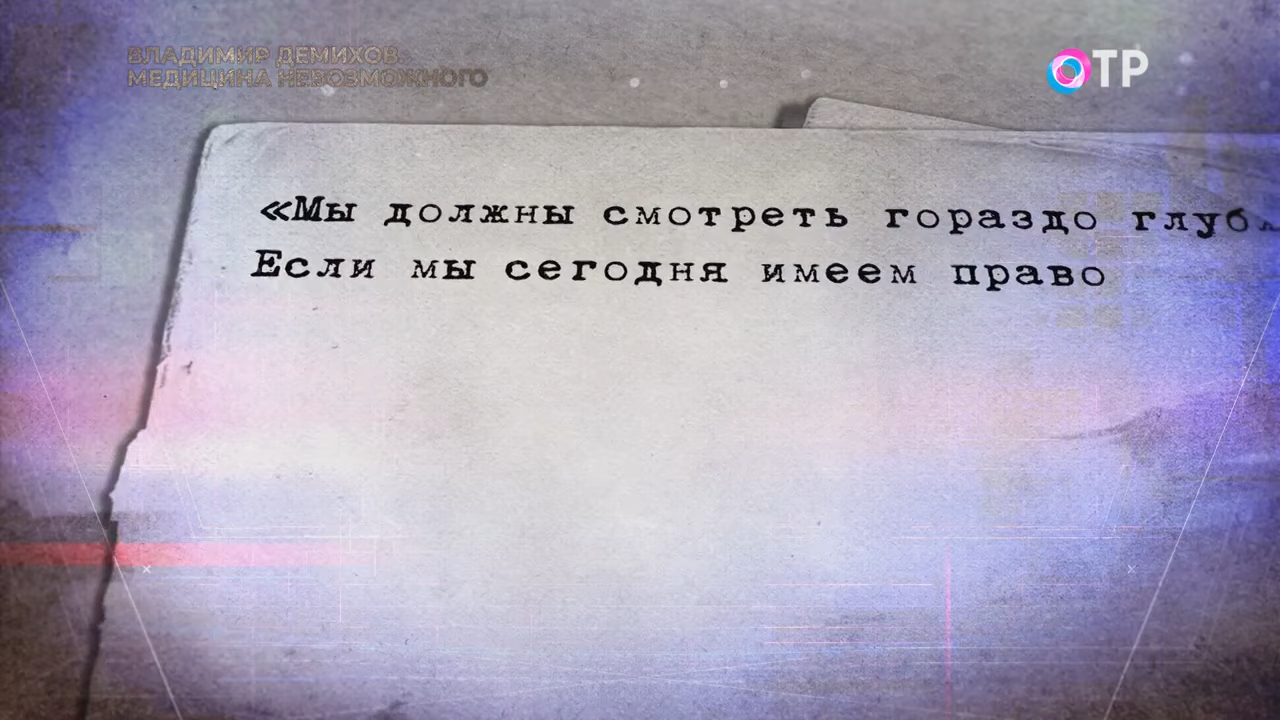 ВЛАДИМИР ДЕМИХОВ.
МЕДИЦИНА НЕВОЗМОЖНОГО
ОТР
«Мы должны смотреть гораздо
Если мы сегодня имеем право